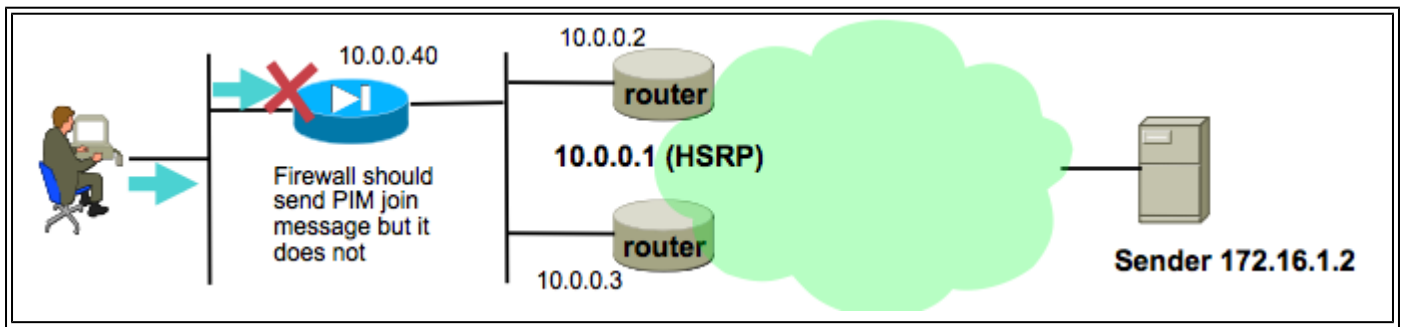 10.0.0.40
Firewall should
send PIM join
message but it
does not
10.0.0.2
router
10.0.0.1 (HSRP)
router
10.0.0.3
Sender 172.16.1.2